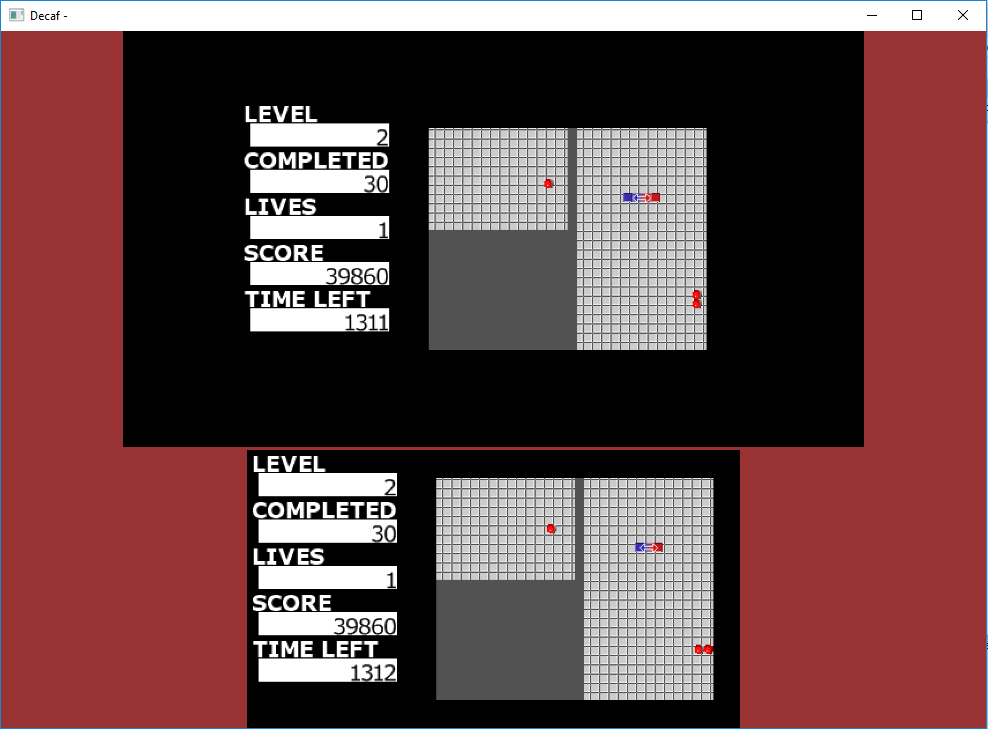 Decaf -
LEVEL
2
COMPLETED
30
LIVES
1
SCORE
39860
TIME LEFT
1311
LEVEL
2
COMPLETED
30
LIVES
1
SCORE
39860
TIME LEFT
1312